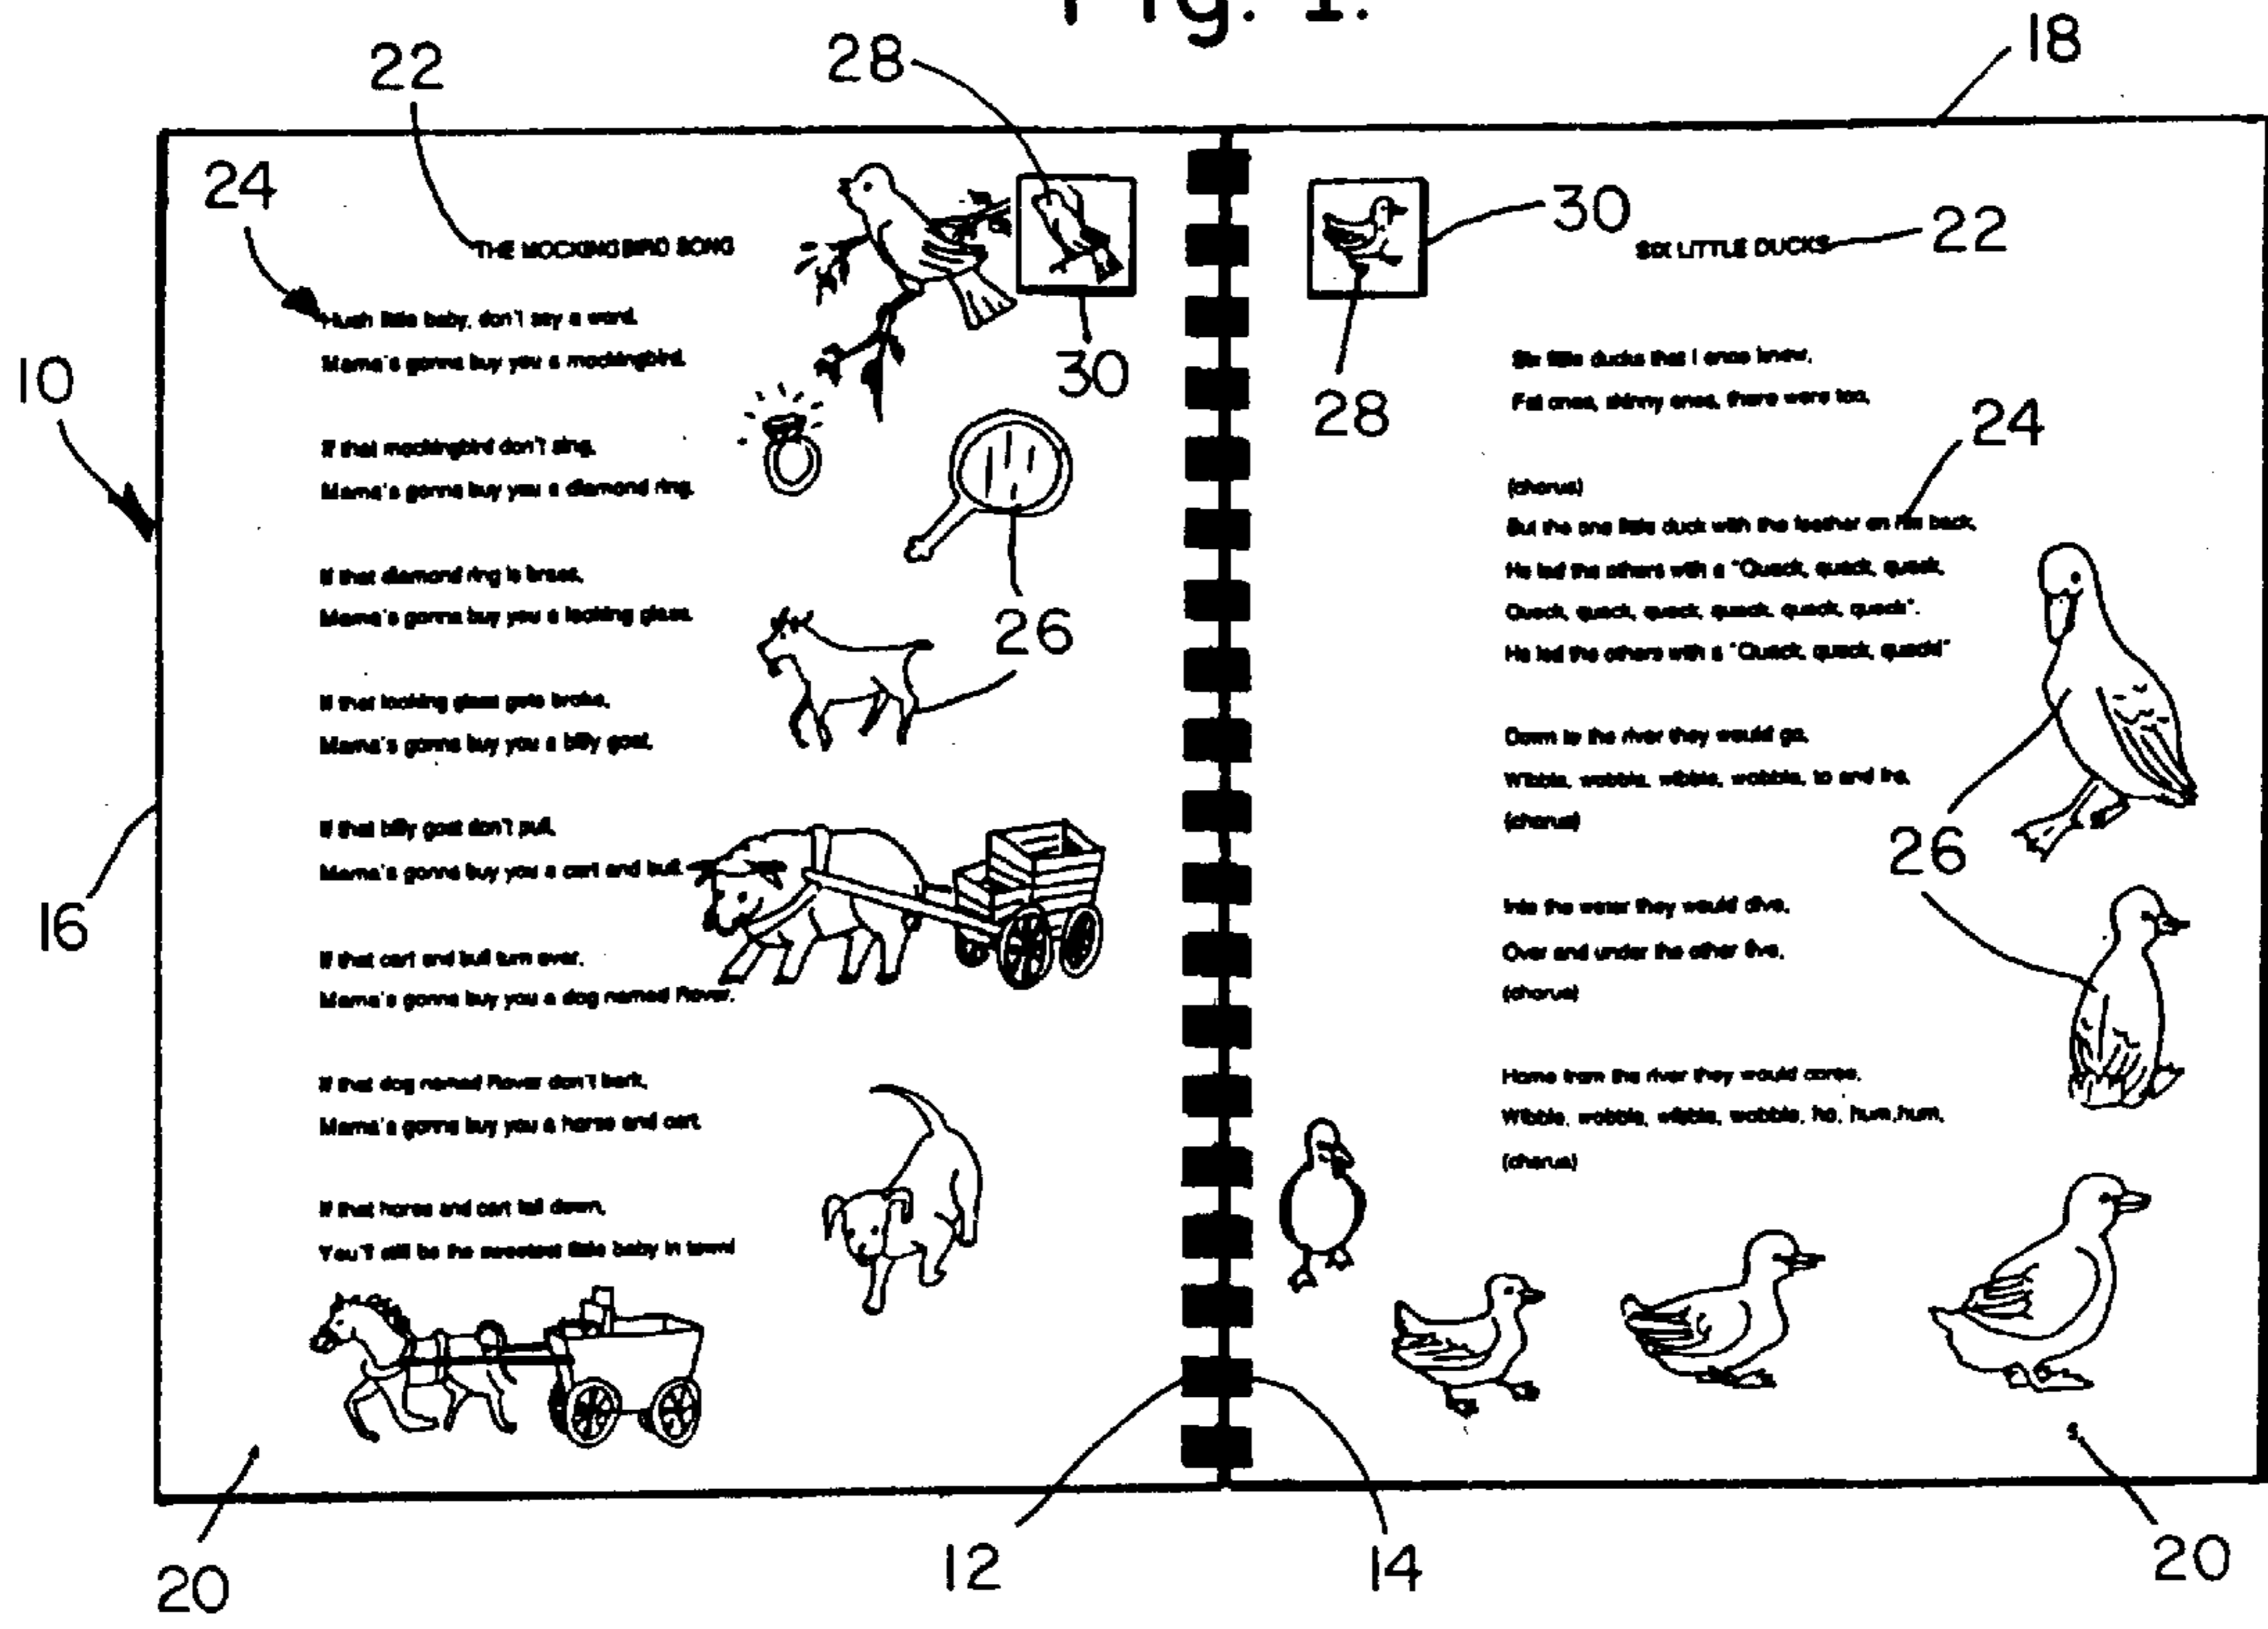 Fig. 1.
22
28
18
24
THE MOCKINGBIRD SONG
Hush little baby, don't say a word,
Mama's gonna buy you a mockingbird.
30
If that mockingbird don't sing,
Mama's gonna buy you a diamond ring.
10
If that diamond ring is brass,
Mama's gonna buy you a looking glass.
26
If that looking glass gets broke,
Mama's gonna buy you a billy goat.
If that billy goat don't pull,
Mama's gonna buy you a cart and bull.
16
If that cart and bull turn over,
Mama's gonna buy you a dog named Rover.
If that dog named Rover don't bark,
Mama's gonna buy you a horse and cart.
If that horse and cart fall down,
You'll still be the sweetest little baby in town!
20
12
30
SIX LITTLE DUCKS
22
28
Six little ducks that I once knew,
Fat ones, skinny ones, there were too,
24
(chorus)
But the one little duck with the feather on his back,
He led the others with a "Quack, quack, quack,
Quack, quack, quack, quack, quack, quack".
He led the others with a "Quack, quack, quack!"
Down to the river they would go,
Wibble, wobble, wibble, wobble, to and fro,
(chorus)
26
Into the water they would dive,
Over and under the other five,
(chorus)
Home from the river they would come,
Wibble, wobble, wibble, wobble, ho, hum,hum,
(chorus)
14
20